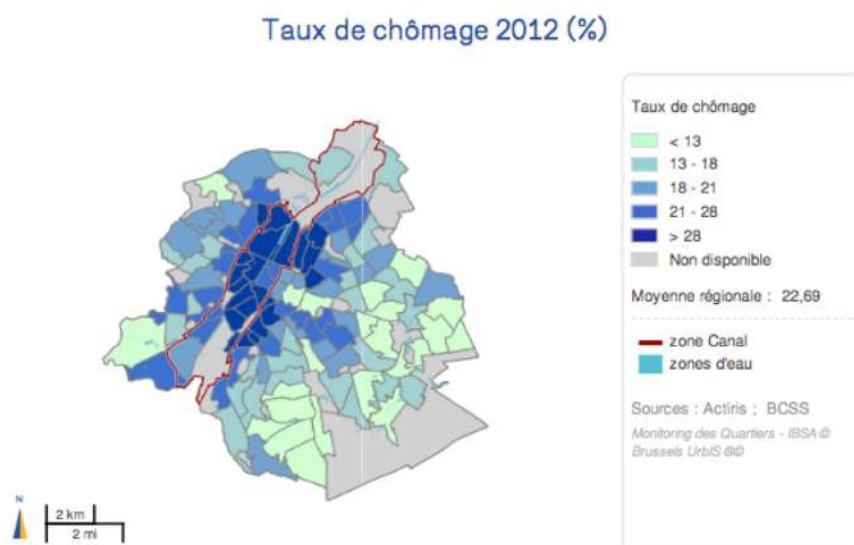 Taux de chômage 2012 (%)
Taux de chômage
< 13
13 - 18
18 - 21
21 - 28
> 28
Non disponible
Moyenne régionale : 22,69
zone Canal
zones d'eau
Sources : Actiris ; BCSS
Monitoring des Quartiers - IBSA ©
Brussels UrbIS ®©
N
2 km
2 mi